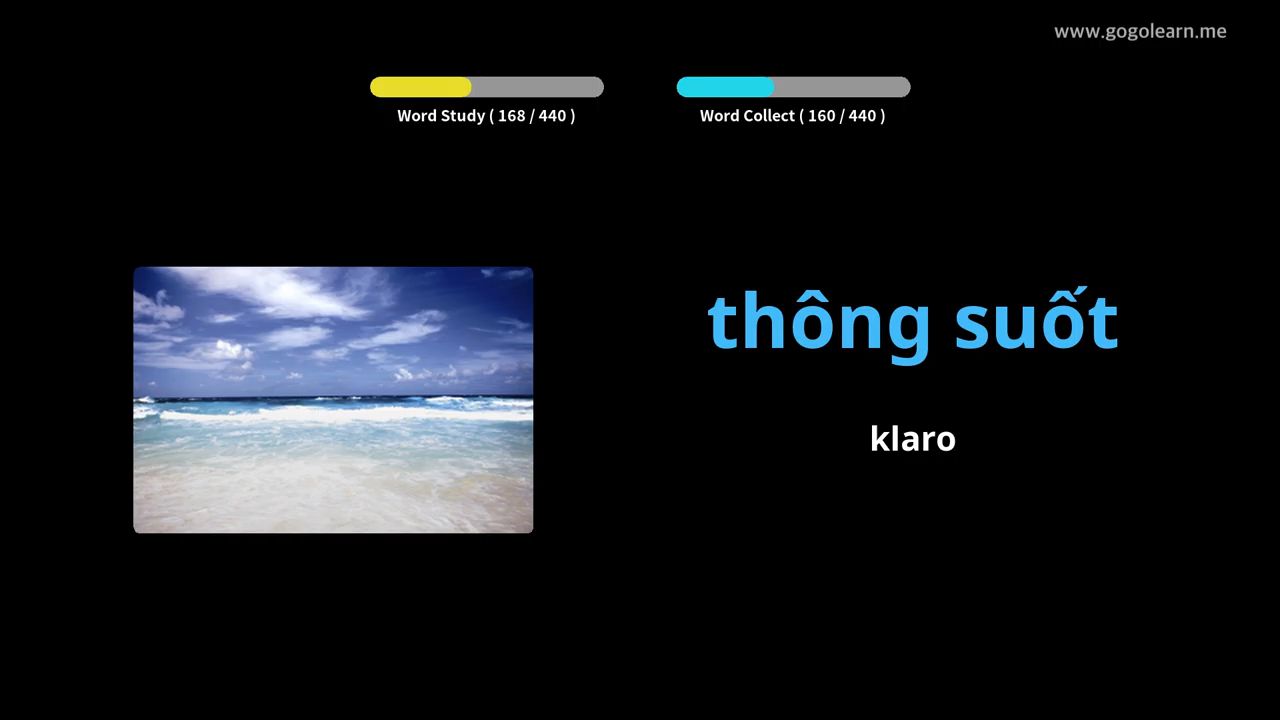 www.gogolearn.me
Word Study ( 168 / 440 )
Word Collect ( 160 / 440 )
thông suốt
klaro